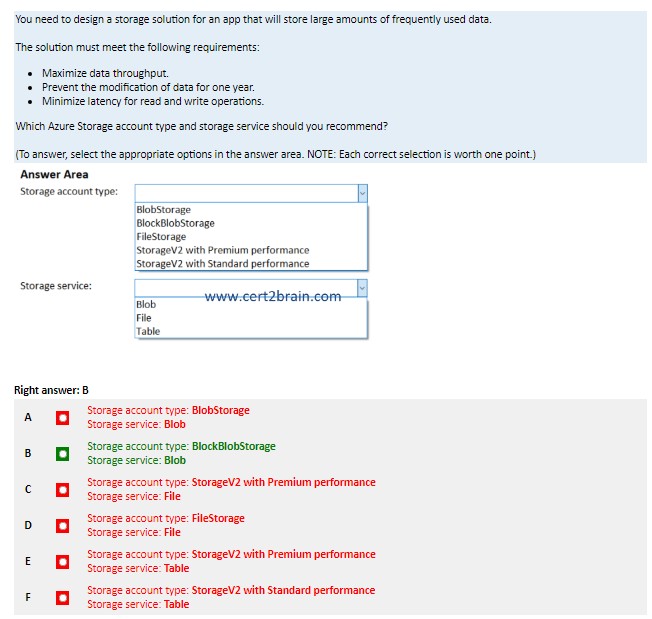 You need to design a storage solution for an app that will store large amounts of frequently used data.
The solution must meet the following requirements:
• Maximize data throughput.
• Prevent the modification of data for one year.
• Minimize latency for read and write operations.
Which Azure Storage account type and storage service should you recommend?
(To answer, select the appropriate options in the answer area. NOTE: Each correct selection is worth one point.)
Answer Area
Storage account type:
BlobStorage
BlockBlobStorage
FileStorage
StorageV2 with Premium performance
StorageV2 with Standard performance
Storage service:
www.cert2brain.com
Blob
File
Table
Right answer: B
A
Storage account type: BlobStorage
Storage service: Blob
B
Storage account type: BlockBlobStorage
Storage service: Blob
C
Storage account type: StorageV2 with Premium performance
Storage service: File
D
Storage account type: FileStorage
Storage service: File
E
Storage account type: StorageV2 with Premium performance
Storage service: Table
F
Storage account type: StorageV2 with Standard performance
Storage service: Table